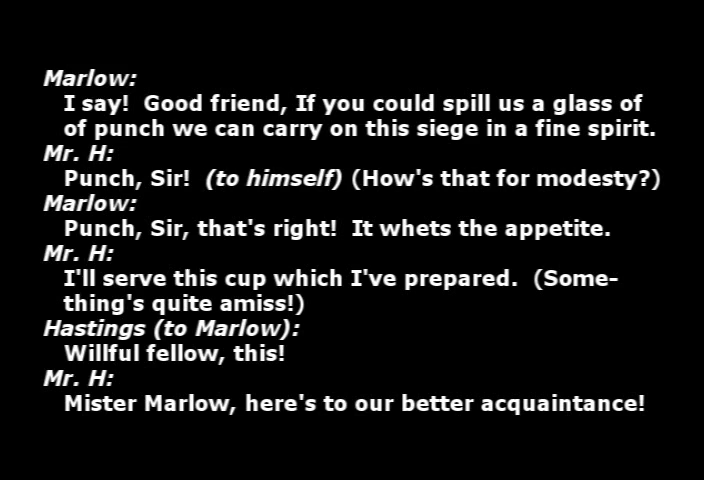 Marlow:
I say!  Good friend, If you could spill us a glass of
of punch we can carry on this siege in a fine spirit.
Mr. H:
Punch, Sir!  (to himself) (How's that for modesty?)
Marlow:
Punch, Sir, that's right!  It whets the appetite.
Mr. H:
I'll serve this cup which I've prepared.  (Some-
thing's quite amiss!)
Hastings (to Marlow):
Willful fellow, this!
Mr. H:
Mister Marlow, here's to our better acquaintance!